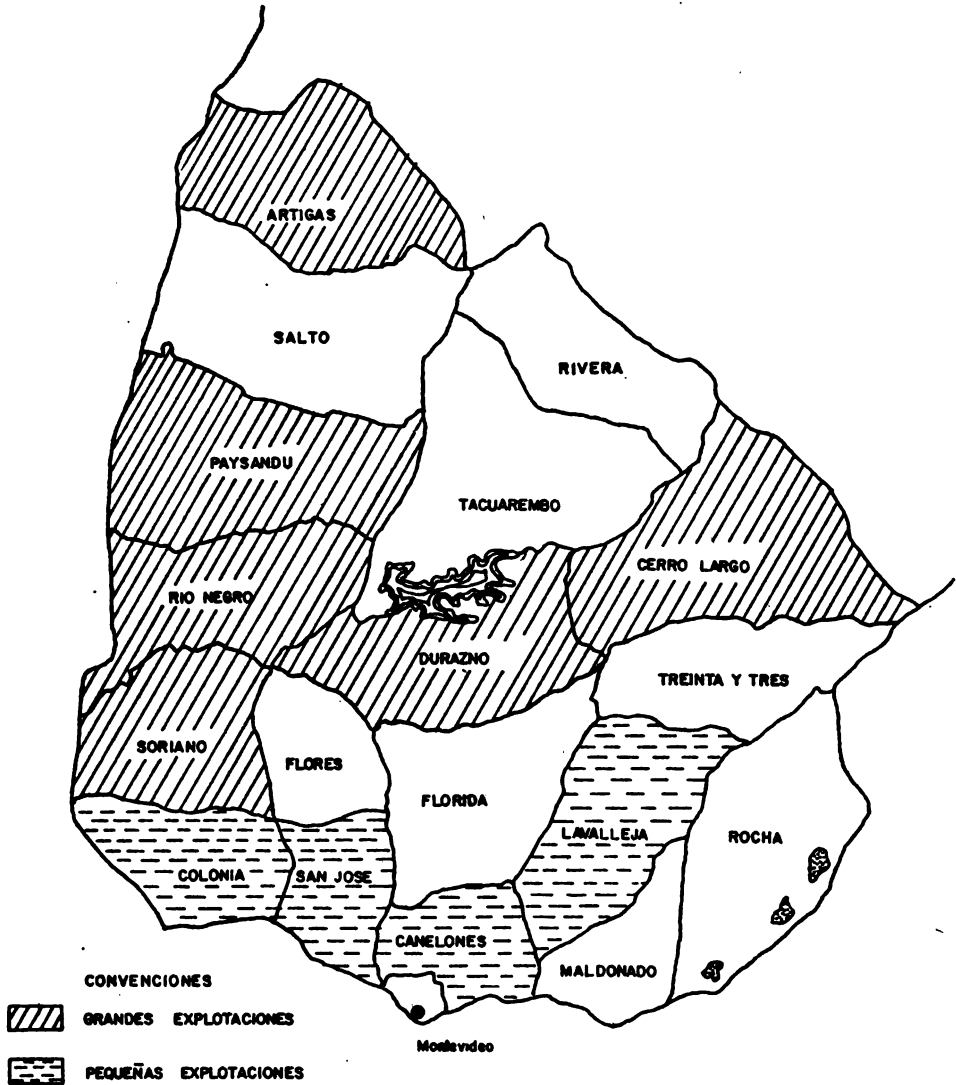 ARTIGAS
SALTO
RIVERA
PAYSANDU
TACUAREMBO
CERRO LARGO
RIO NEGRO
DURAZNO
TREINTA Y TRES
SORIANO
FLORES
FLORIDA
LAVALLEJA
ROCHA
COLONIA
SAN JOSE
CANELONES
MALDONADO
CONVENCIONES
GRANDES EXPLOTACIONES
Montevideo
PEQUEÑAS EXPLOTACIONES